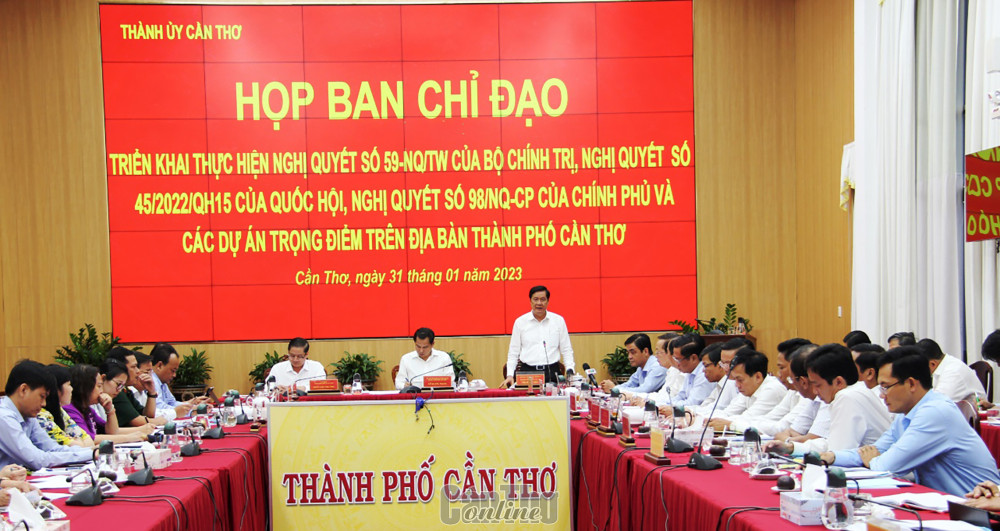 THÀNH ỦY CẦN THƠ
HỌP BAN CHỈ ĐẠO
TRIỂN KHAI THỰC HIỆN NGHỊ QUYẾT SỐ 59-NQ/TW CỦA BỘ CHÍNH TRỊ, NGHỊ QUYẾT SỐ
45/2022/QH15 CỦA QUỐC HỘI, NGHỊ QUYẾT SỐ 98/NQ-CP CỦA CHÍNH PHỦ VÀ
CÁC DỰ ÁN TRỌNG ĐIỂM TRÊN ĐỊA BÀN THÀNH PHỐ CẦN THƠ
Cần Thơ, ngày 31 tháng 01 năm 2023
THÀNH PHỐ CẦN THƠ
Cần Thơ
online